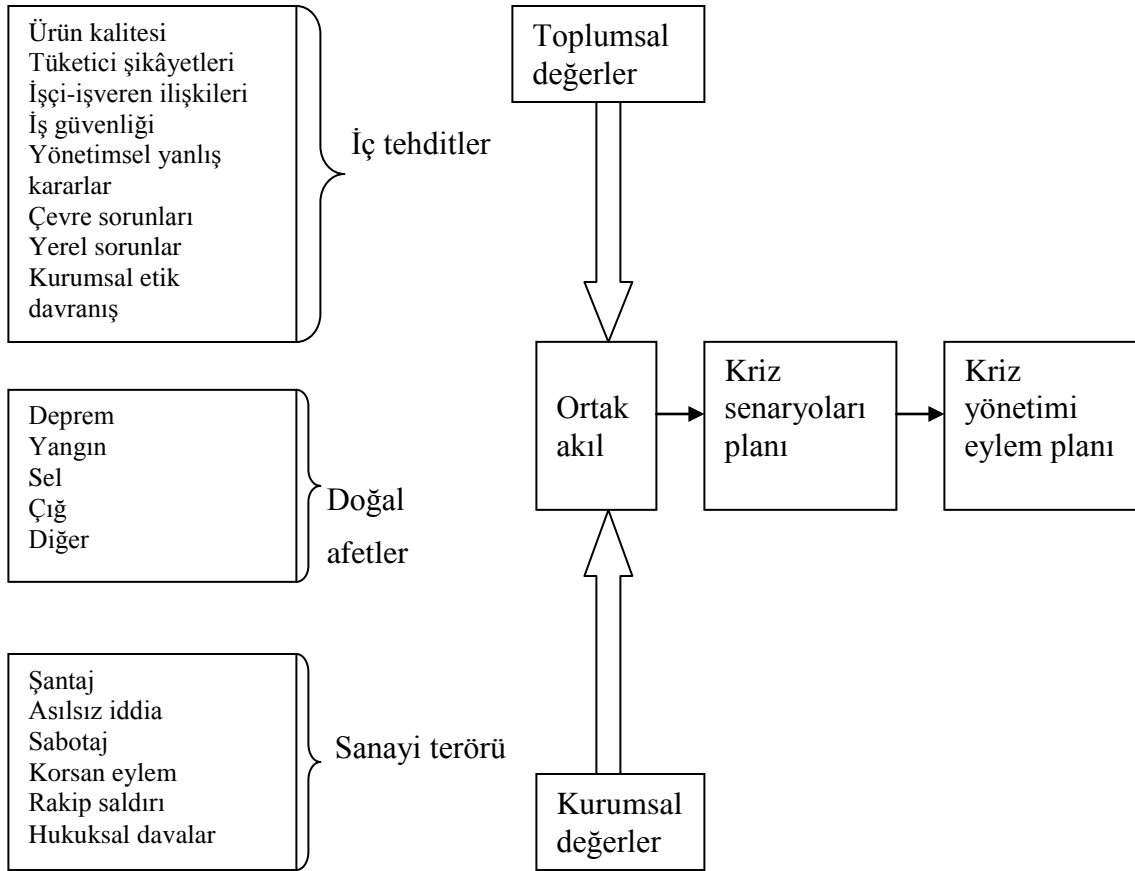 Ürün kalitesi
Tüketici şikâyetleri
İşçi-işveren ilişkileri
İş güvenliği
Yönetimsel yanlış
kararlar
Çevre sorunları
Yerel sorunlar
Kurumsal etik
davranış
İç tehditler
Toplumsal
değerler
Deprem
Yangın
Sel
Çığ
Diğer
Doğal
afetler
Ortak
akıl
Kriz
senaryoları
planı
Kriz
yönetimi
eylem planı
Şantaj
Asılsız iddia
Sabotaj
Korsan eylem
Rakip saldırı
Hukuksal davalar
Sanayi terörü
Kurumsal
değerler